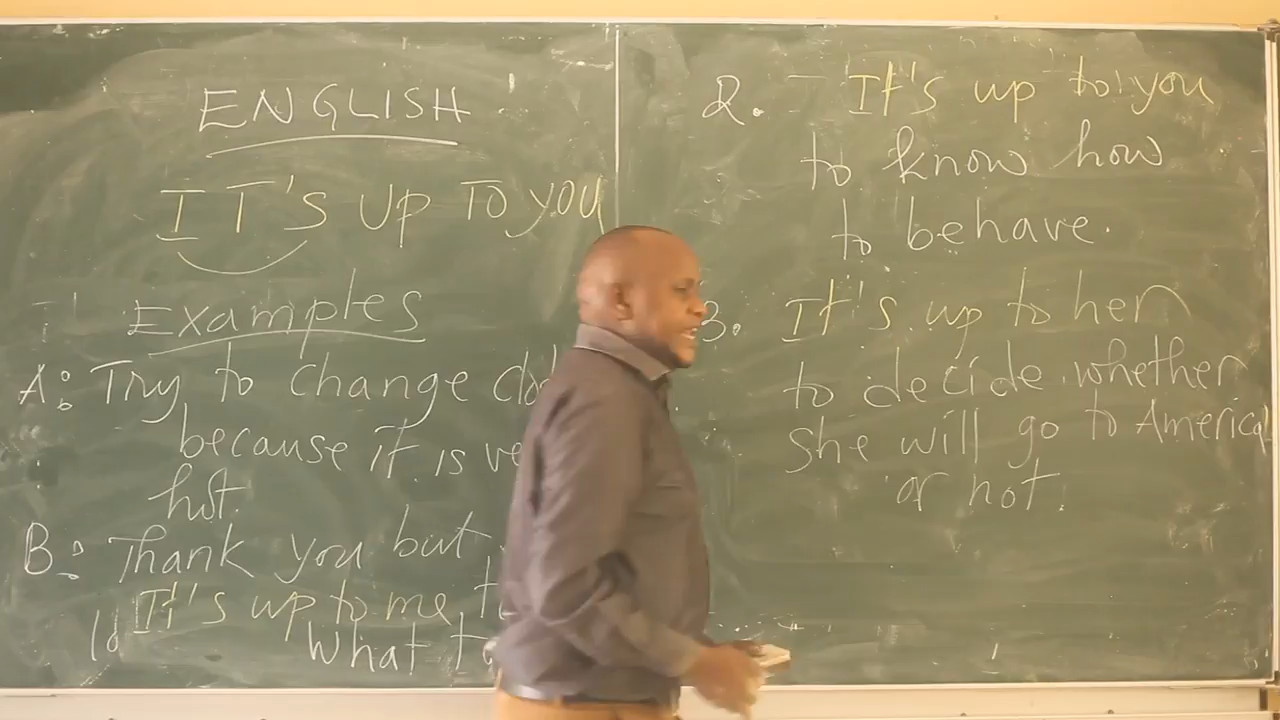 ENGLISH
IT'S UP TO YOU
Examples
A: Try to change
because it is
hot.
B: Thank you but
It's up to me
What
2. - It's up to you
to know how
to behave.
3. It's up to her
to decide whether
she will go to America
or not.